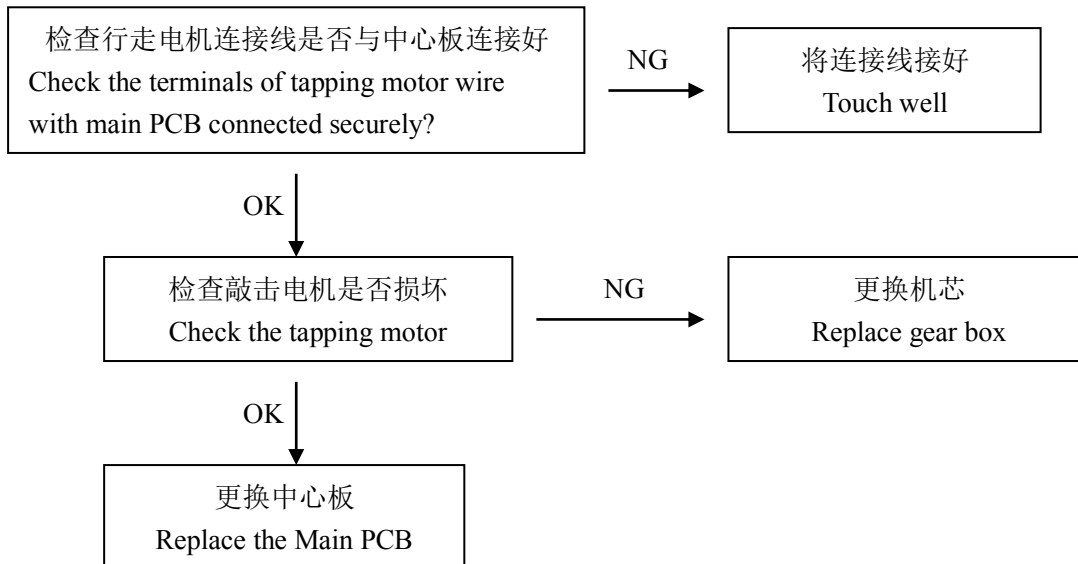 检查行走电机连接线是否与中心板连接好
Check the terminals of tapping motor wire
with main PCB connected securely?
NG
将连接线接好
Touch well
OK
检查敲击电机是否损坏
Check the tapping motor
NG
更换机芯
Replace gear box
OK
更换中心板
Replace the Main PCB